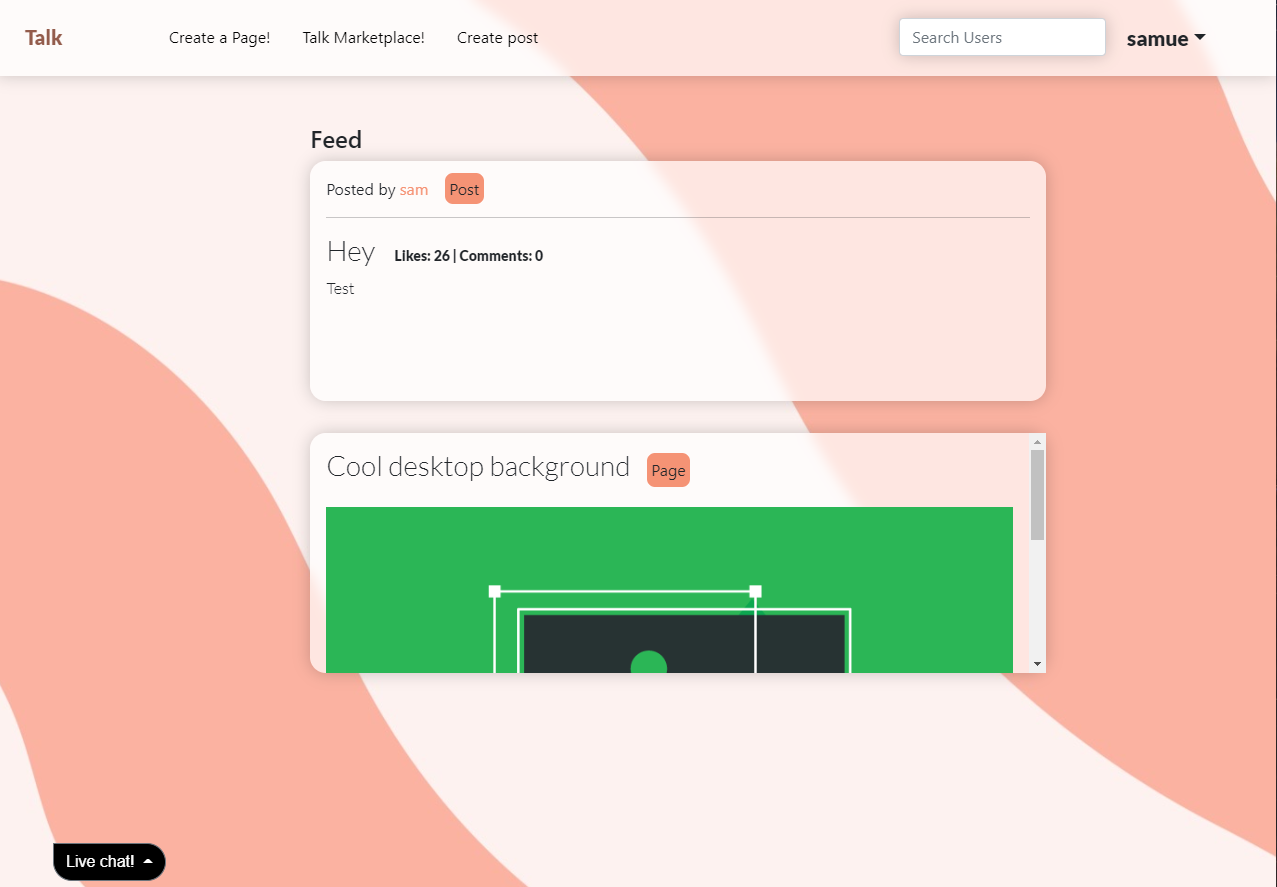 Talk Create a Page! Talk Marketplace! Create post Search Users samue
Feed
Posted by sam Post
Hey Likes: 26 | Comments: 0
Test
Cool desktop background Page
Live chat!